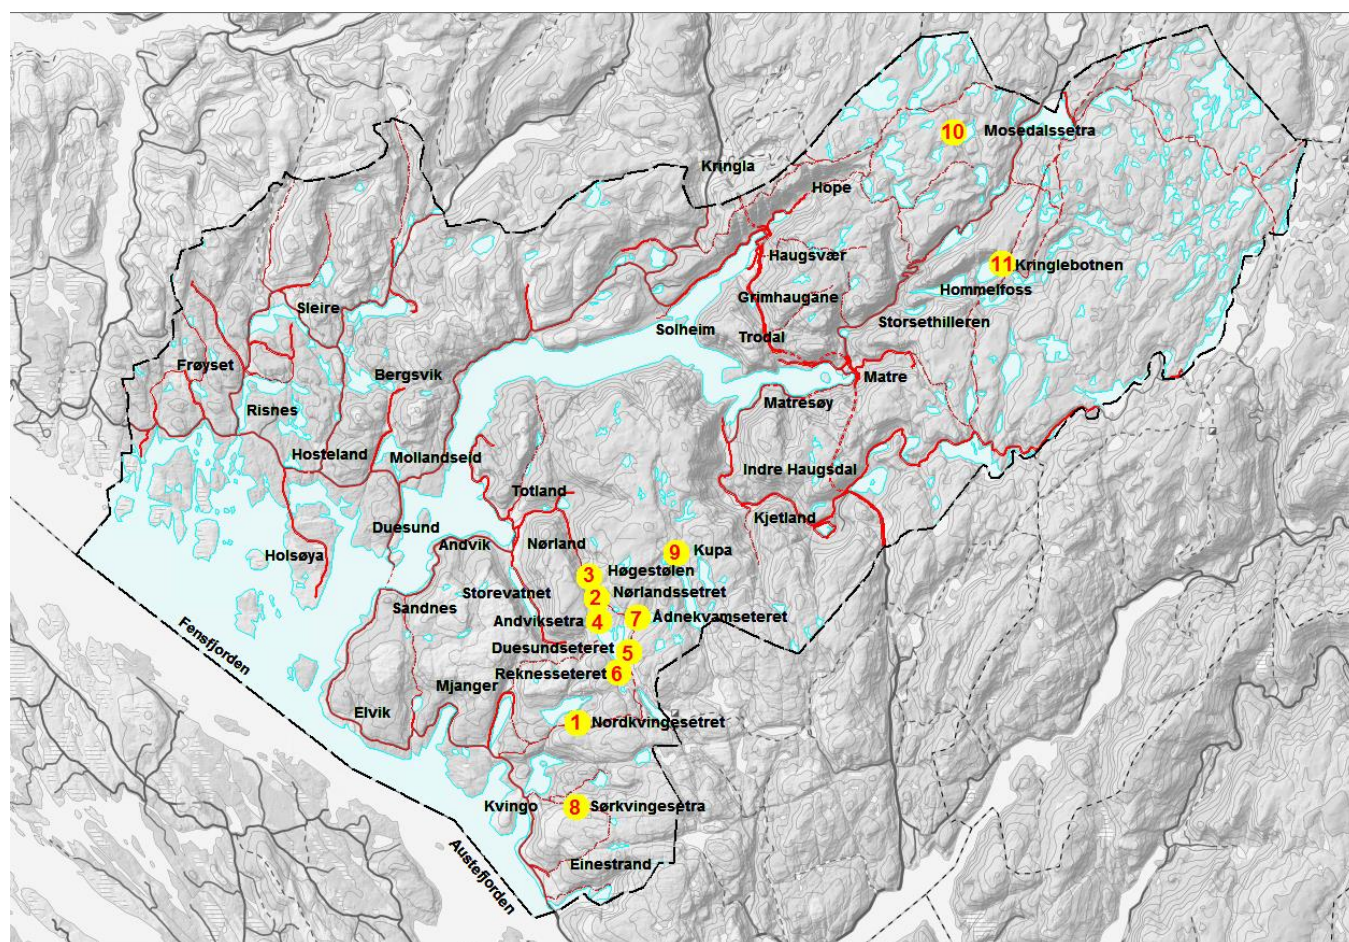 10
Mosedalssetra
Kringla
Hope
Haugsvær
11
Kringlebotnen
Hommelfoss
Grimhaugane
Sleire
Storsethilleren
Solheim
Trodal
Frøyset
Bergsvik
Matre
Risnes
Matresøy
Hosteland
Mollandseid
Indre Haugsdal
Totland
Kjetland
Duesund
Andvik
Nørland
Holsøya
9
Kupa
3
Høgestølen
Storevatnet
2
Nørlandssetret
Sandnes
Andviksetra
4
7
Adnekvamseteret
Fensfjorden
Duesundseteret
5
Reknesseteret
6
Mjanger
Elvik
1
Nordkvingesetret
Kvingo
8
Sørkvingesetra
Einestrand
Austefjorden